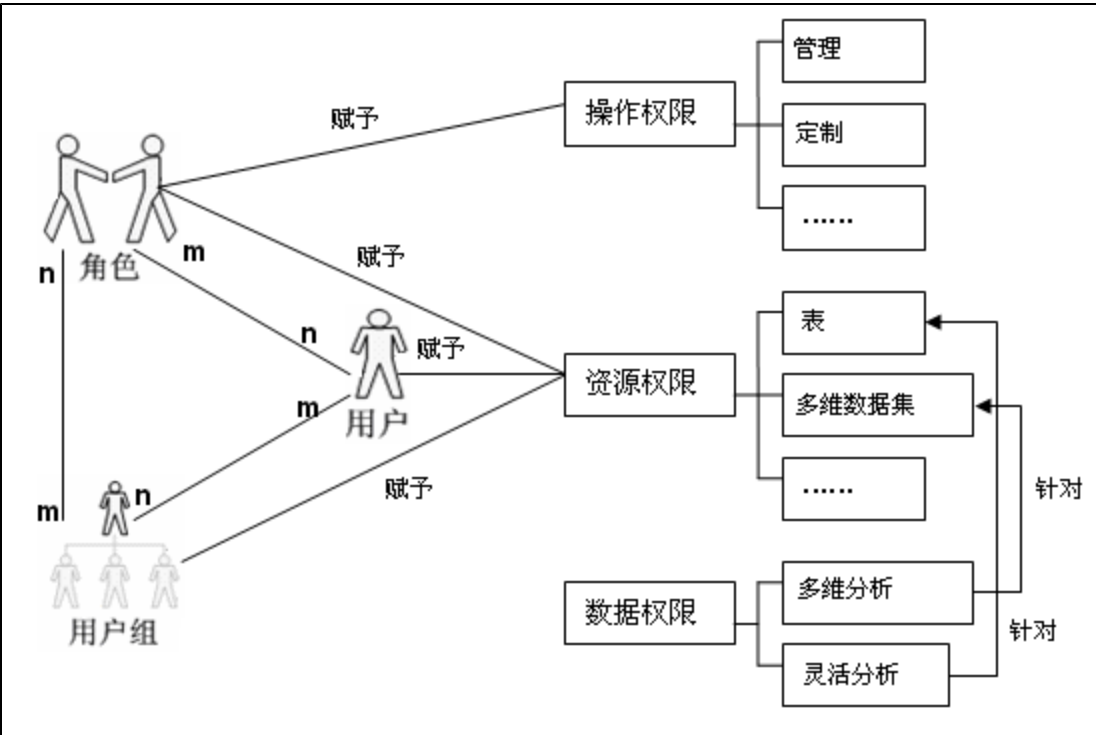 管理
操作权限
赋予
定制
......
角色
m
n
赋予
表
n
用户
赋予
资源权限
多维数据集
m
赋予
......
针对
n
m
用户组
数据权限
多维分析
针对
灵活分析